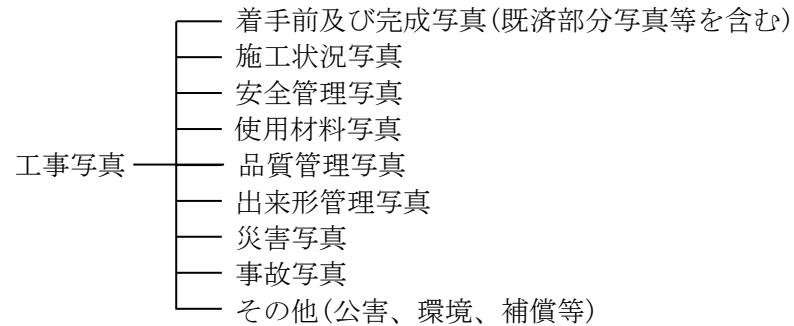 着手前及び完成写真(既済部分写真等を含む)
施工状況写真
安全管理写真
使用材料写真
工事写真 品質管理写真
出来形管理写真
災害写真
事故写真
その他(公害、環境、補償等)